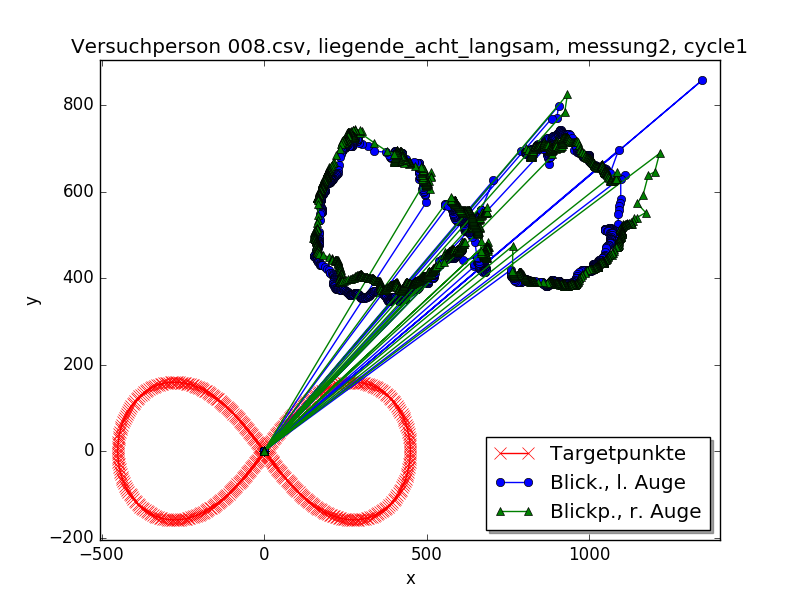 Versuchperson 008.csv, liegende_acht_langsam, messung2, cycle1
800
600
400
200
0
−200
y
−500
0
500
1000
x
Targetpunkte
Blick., l. Auge
Blickp., r. Auge